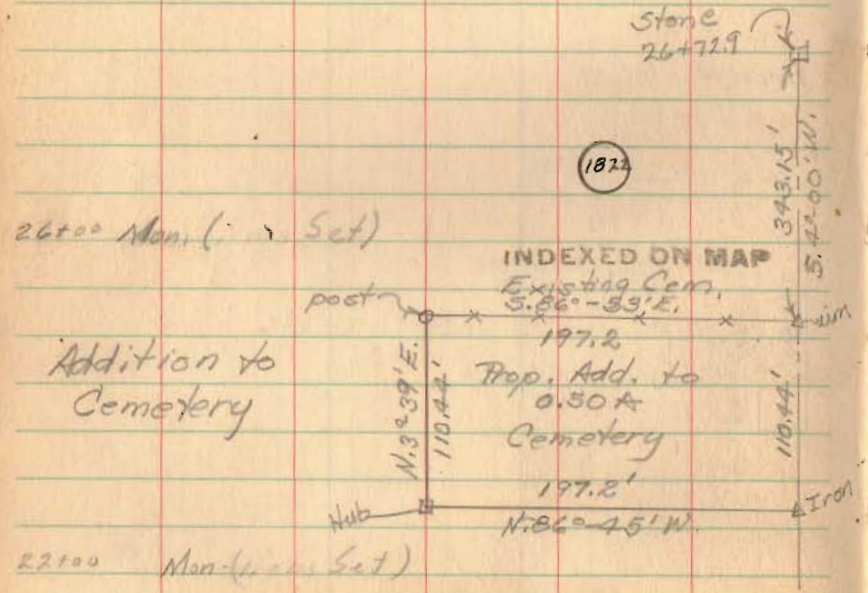 Stone
26+72.9
343.15'
S.4°00'W.
1822
26+00 Mon. ( Set)
INDEXED ON MAP
Existing Cem.
S.86°-53'E.
post
197.2
Addition to
Cemetery
N.3°39'E.
110.44'
Prop. Add. to
0.50 A
Cemetery
110.44'
197.2'
Iron
Hub
N.86°-45'W.
22+00 Mon ( Set)